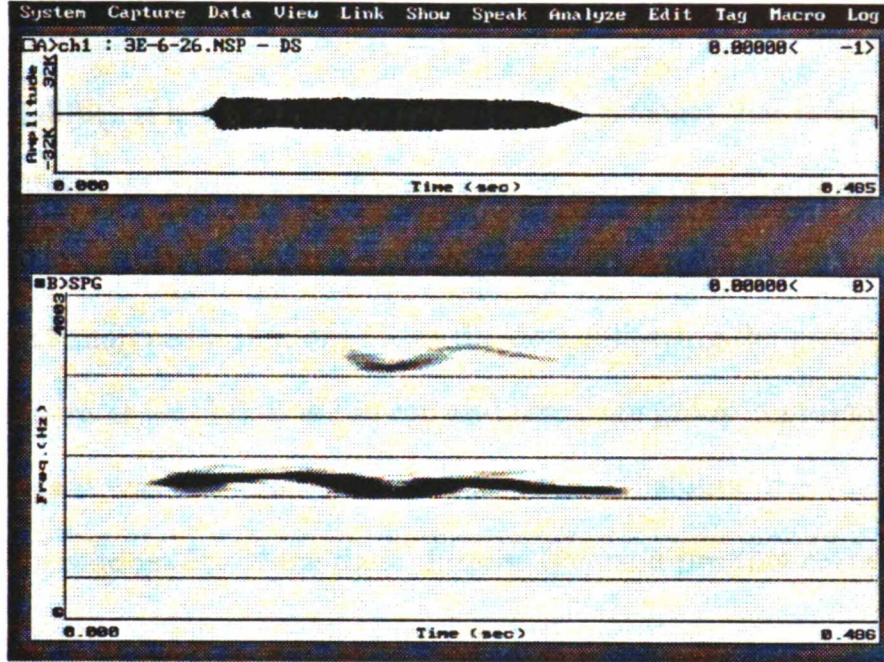 System Capture Data View Link Show Speak Analyze Edit Tag Macro Log
A>ch1 : 3E-6-26.NSP - DS 0.00000< -1>
Amplitude
-32K 32K
0.000 Time (sec) 0.485
B>SPG 0.00000< 0>
4003
Freq.(Hz)
0
0.000 Time (sec) 0.486